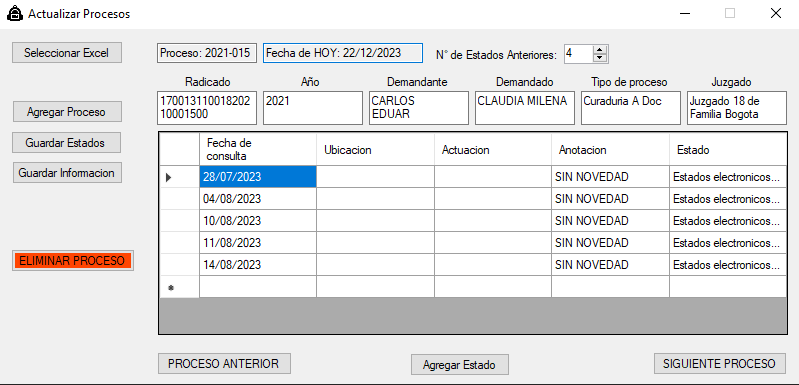 Actualizar Procesos
Seleccionar Excel
Proceso: 2021-015
Fecha de HOY: 22/12/2023
N° de Estados Anteriores:
4
Radicado
Año
Demandante
Demandado
Tipo de proceso
Juzgado
170013110018202
10001500
2021
CARLOS
EDUAR
CLAUDIA MILENA
Curaduria A Doc
Juzgado 18 de
Familia Bogota
Agregar Proceso
Guardar Estados
Guardar Informacion
ELIMINAR PROCESO
Fecha de
consulta
Ubicacion
Actuacion
Anotacion
Estado
28/07/2023 SIN NOVEDAD Estados electronicos...
04/08/2023 SIN NOVEDAD Estados electronicos...
10/08/2023 SIN NOVEDAD Estados electronicos...
11/08/2023 SIN NOVEDAD Estados electronicos...
14/08/2023 SIN NOVEDAD Estados electronicos...
PROCESO ANTERIOR
Agregar Estado
SIGUIENTE PROCESO